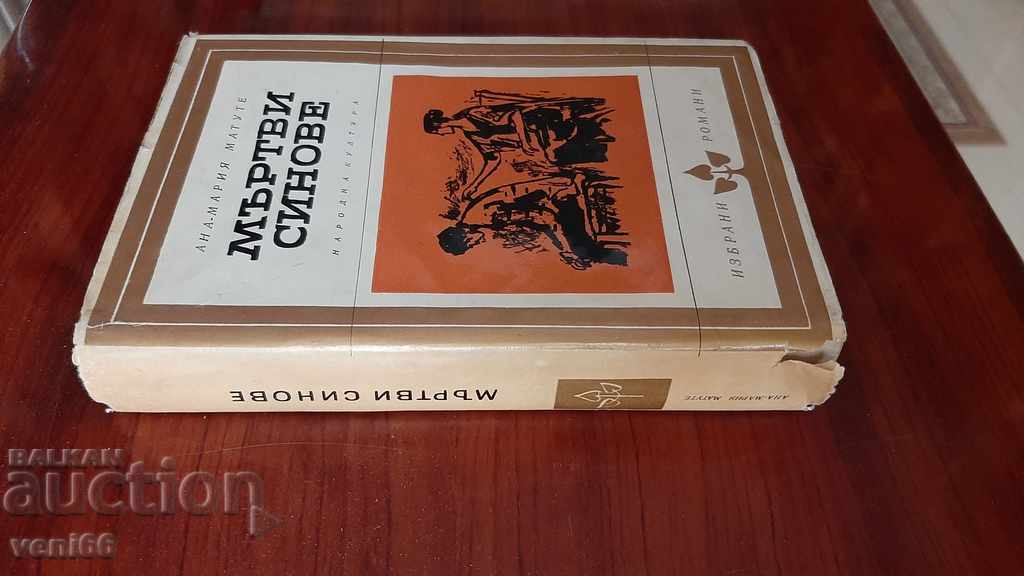 АНА-МАРИЯ МАТУТЕ
МЪРТВИ
СИНОВЕ
НАРОДНА КУЛТУРА
ИЗБРАНИ РОМАНИ
МЪРТВИ СИНОВЕ
АНА-МАРИЯ МАТУТЕ
BALKAN
auction
veni66